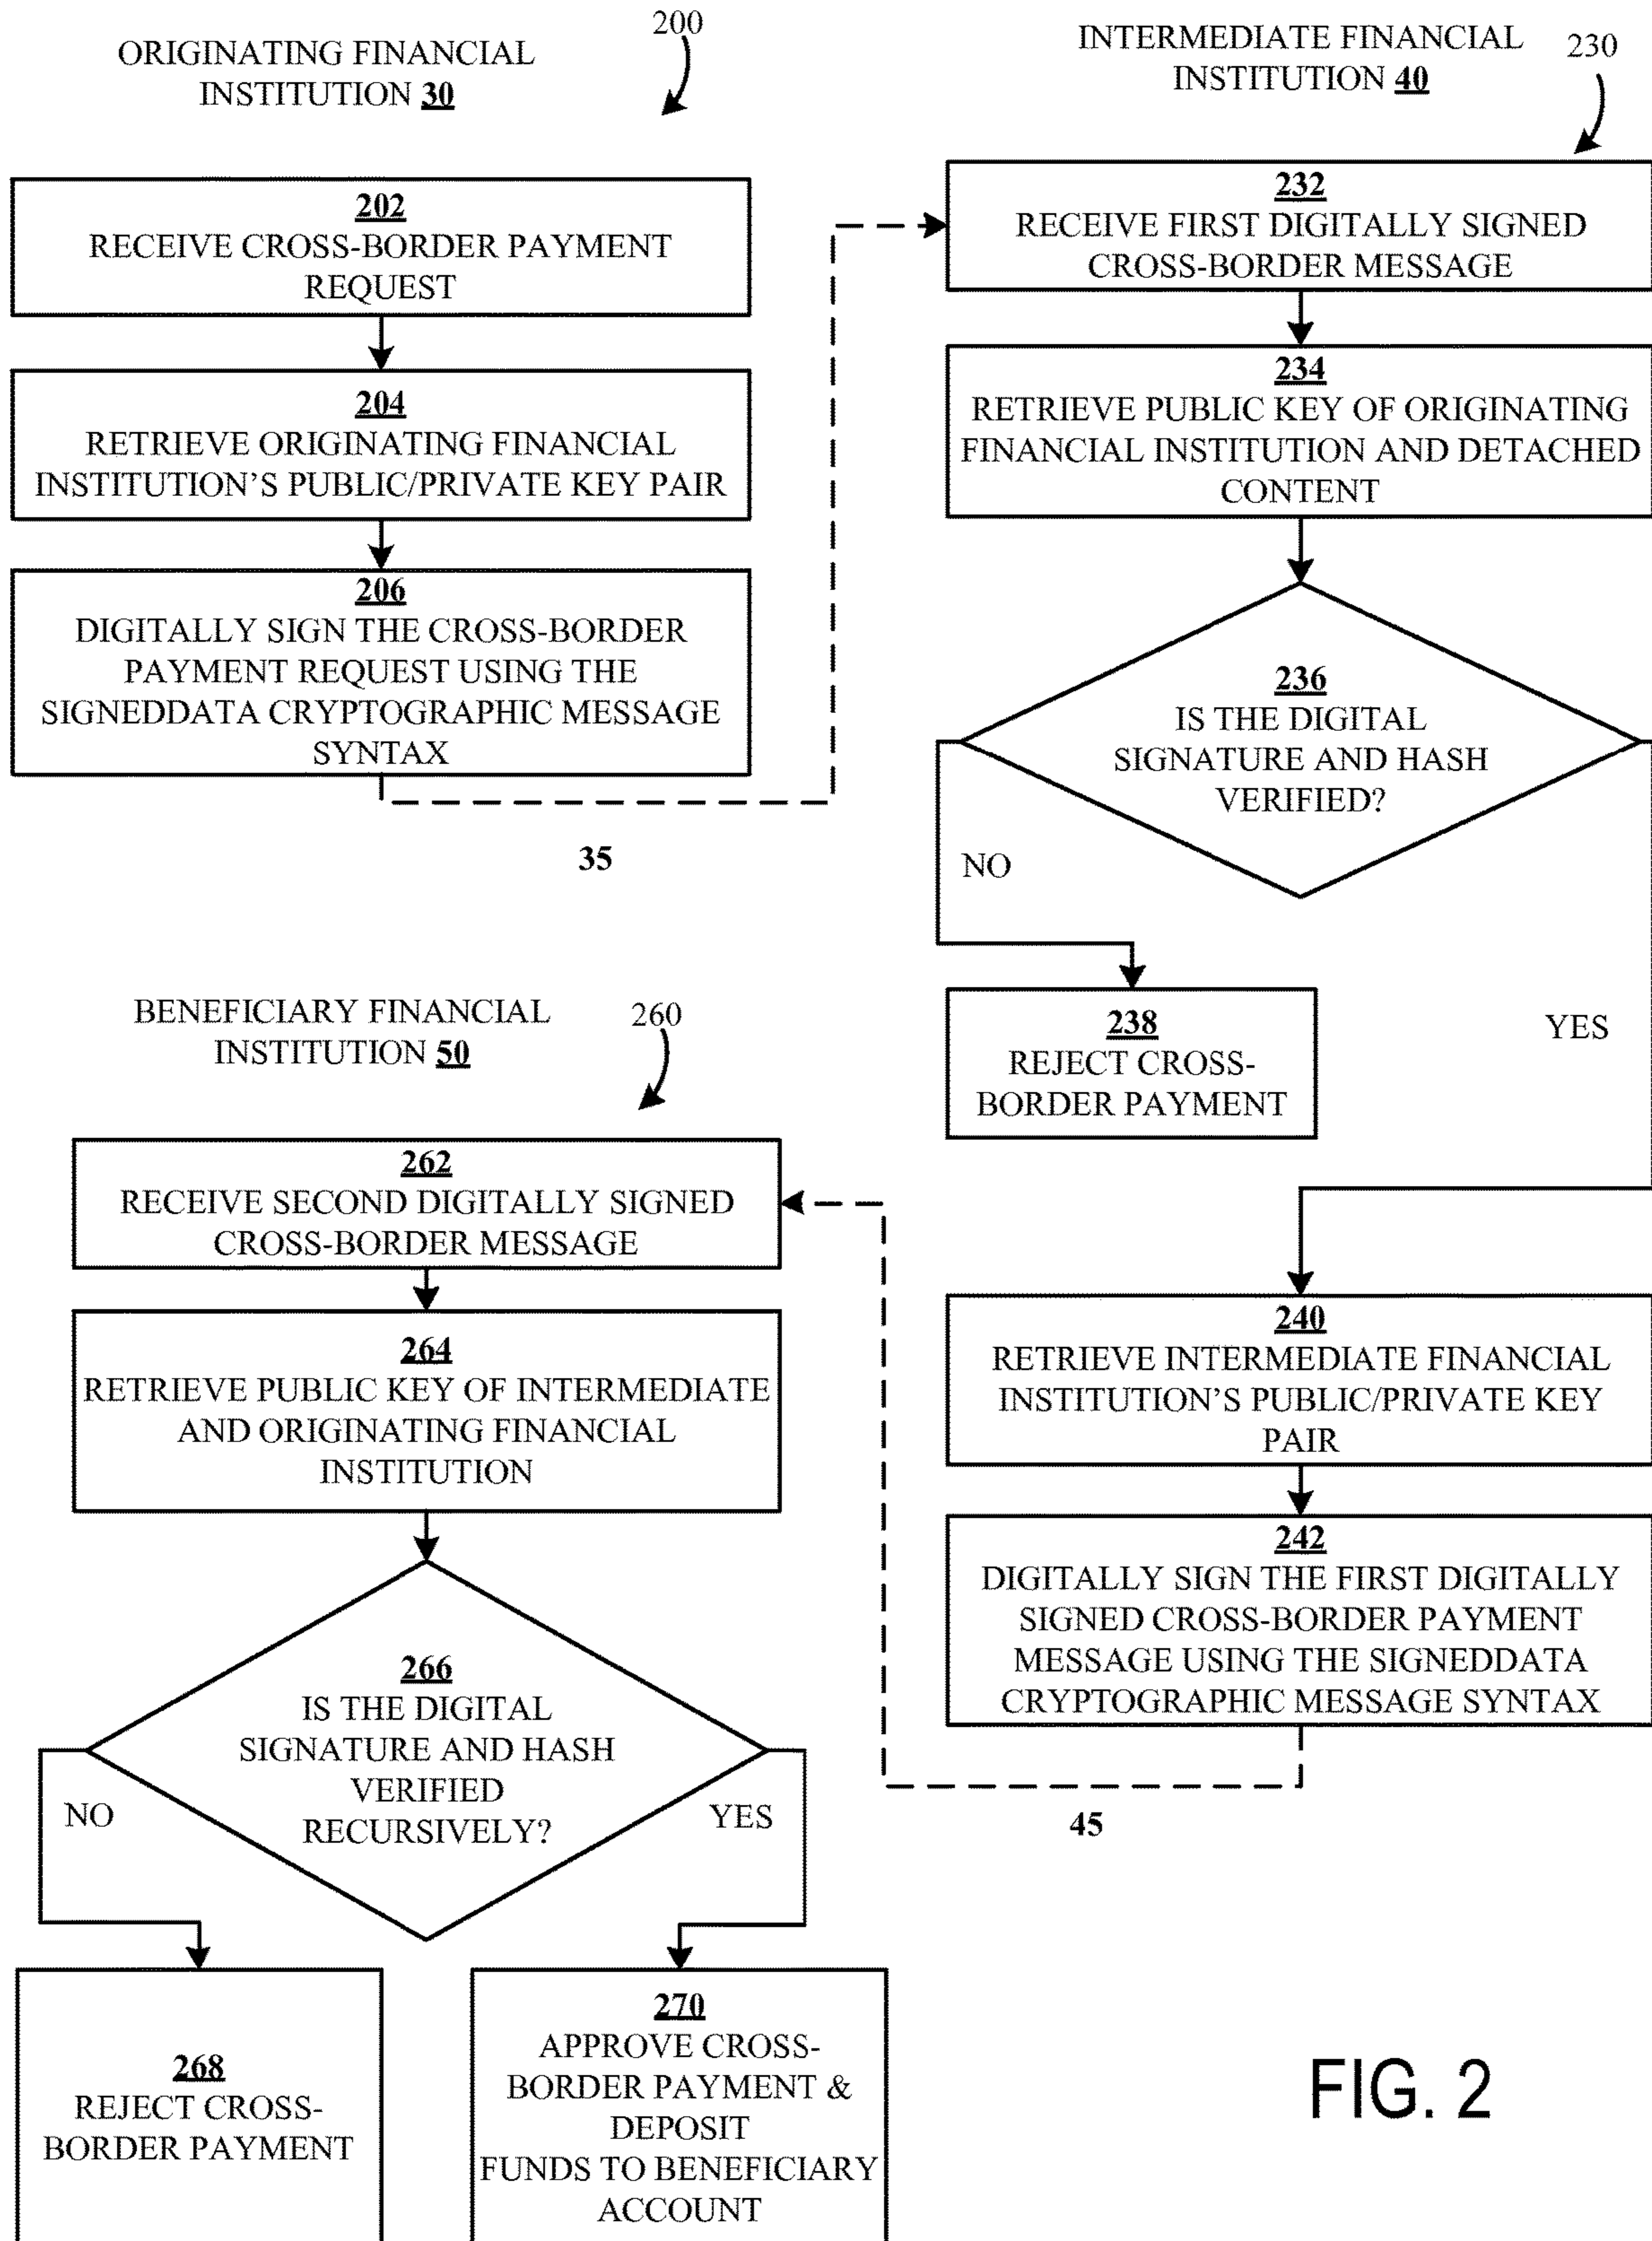 ORIGINATING FINANCIAL
INSTITUTION 30
200
202
RECEIVE CROSS-BORDER PAYMENT
REQUEST
204
RETRIEVE ORIGINATING FINANCIAL
INSTITUTION'S PUBLIC/PRIVATE KEY PAIR
206
DIGITALLY SIGN THE CROSS-BORDER
PAYMENT REQUEST USING THE
SIGNEDDATA CRYPTOGRAPHIC MESSAGE
SYNTAX
35
INTERMEDIATE FINANCIAL
INSTITUTION 40
230
232
RECEIVE FIRST DIGITALLY SIGNED
CROSS-BORDER MESSAGE
234
RETRIEVE PUBLIC KEY OF ORIGINATING
FINANCIAL INSTITUTION AND DETACHED
CONTENT
236
IS THE DIGITAL
SIGNATURE AND HASH
VERIFIED?
NO
238
REJECT CROSS-
BORDER PAYMENT
YES
240
RETRIEVE INTERMEDIATE FINANCIAL
INSTITUTION'S PUBLIC/PRIVATE KEY
PAIR
242
DIGITALLY SIGN THE FIRST DIGITALLY
SIGNED CROSS-BORDER PAYMENT
MESSAGE USING THE SIGNEDDATA
CRYPTOGRAPHIC MESSAGE SYNTAX
45
BENEFICIARY FINANCIAL
INSTITUTION 50
260
262
RECEIVE SECOND DIGITALLY SIGNED
CROSS-BORDER MESSAGE
264
RETRIEVE PUBLIC KEY OF INTERMEDIATE
AND ORIGINATING FINANCIAL
INSTITUTION
266
IS THE DIGITAL
SIGNATURE AND HASH
VERIFIED
RECURSIVELY?
NO
YES
268
REJECT CROSS-
BORDER PAYMENT
270
APPROVE CROSS-
BORDER PAYMENT &
DEPOSIT
FUNDS TO BENEFICIARY
ACCOUNT
FIG. 2